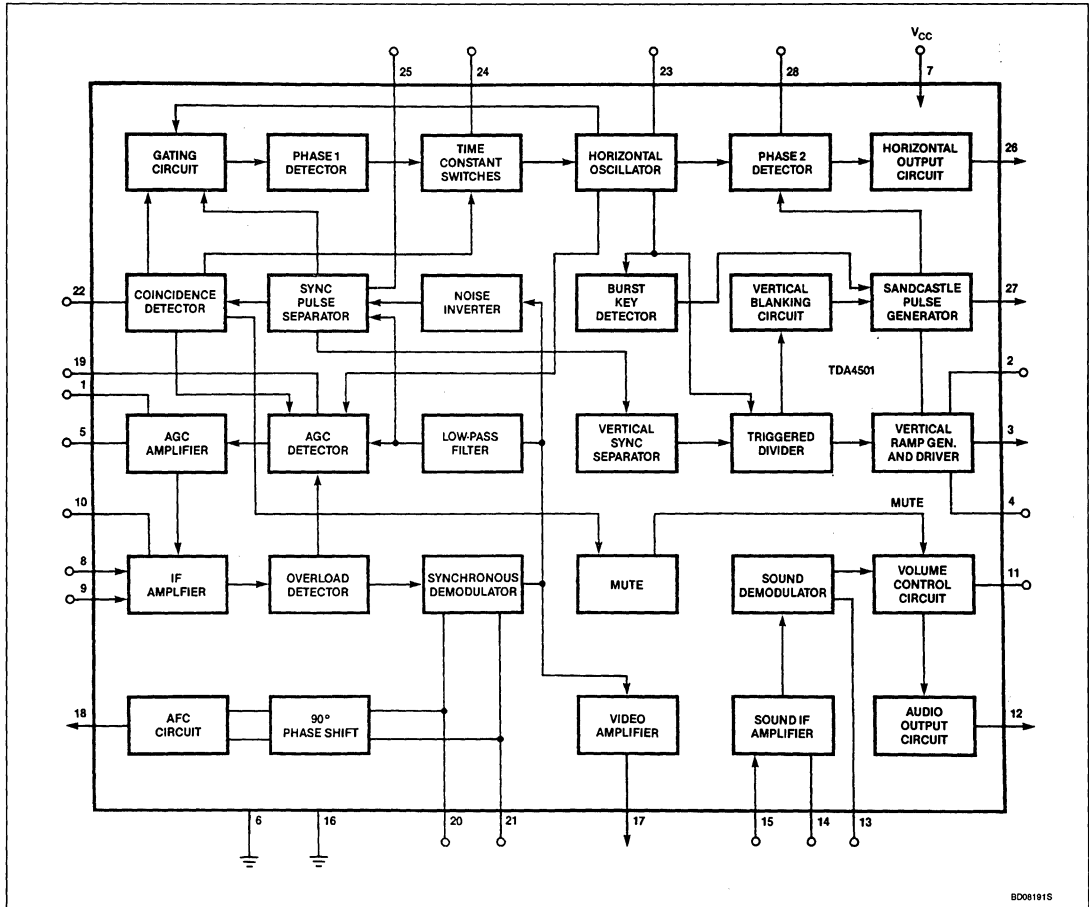 VCC
25
24
23
28
7
GATING
CIRCUIT
PHASE 1
DETECTOR
TIME
CONSTANT
SWITCHES
HORIZONTAL
OSCILLATOR
PHASE 2
DETECTOR
HORIZONTAL
OUTPUT
CIRCUIT
26
22
COINCIDENCE
DETECTOR
SYNC
PULSE
SEPARATOR
NOISE
INVERTER
BURST
KEY
DETECTOR
VERTICAL
BLANKING
CIRCUIT
SANDCASTLE
PULSE
GENERATOR
27
TDA4501
19
1
5
AGC
AMPLIFIER
AGC
DETECTOR
LOW-PASS
FILTER
VERTICAL
SYNC
SEPARATOR
TRIGGERED
DIVIDER
VERTICAL
RAMP GEN.
AND DRIVER
2
3
4
MUTE
10
8
9
IF
AMPLFIER
OVERLOAD
DETECTOR
SYNCHRONOUS
DEMODULATOR
MUTE
SOUND
DEMODULATOR
VOLUME
CONTROL
CIRCUIT
11
18
AFC
CIRCUIT
90°
PHASE SHIFT
VIDEO
AMPLIFIER
SOUND IF
AMPLIFIER
AUDIO
OUTPUT
CIRCUIT
12
6
16
20
21
17
15
14
13
BD08191S